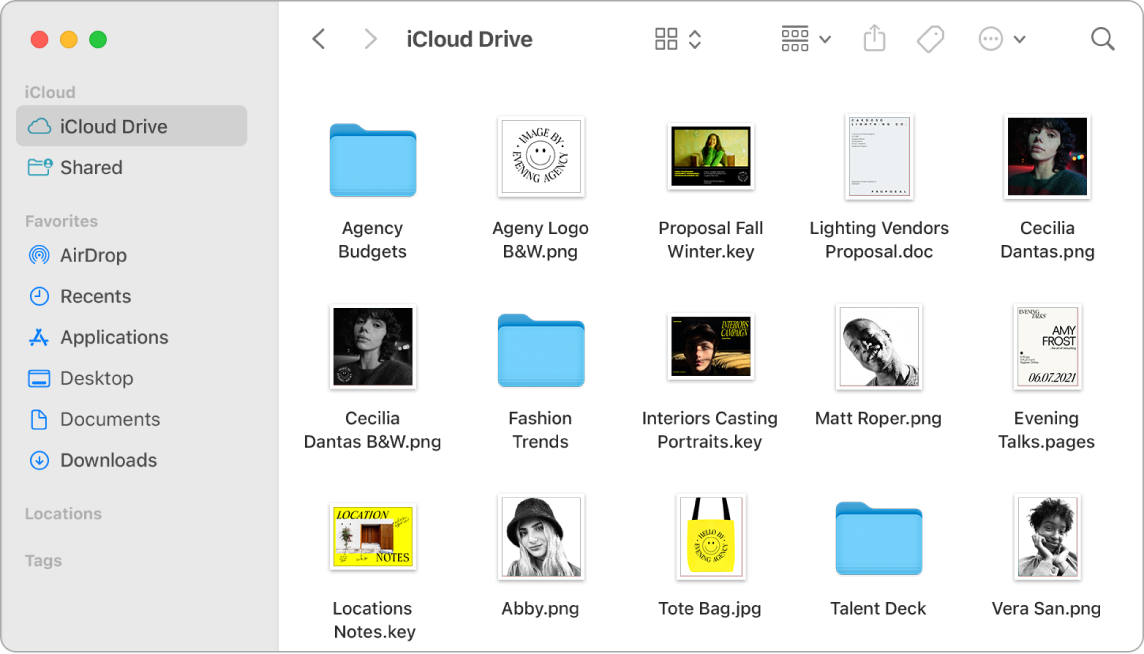 iCloud Drive
iCloud
iCloud Drive
Shared
Favorites
AirDrop
Recents
Applications
Desktop
Documents
Downloads
Locations
Tags
IMAGE BY
EVENING AGENCY
CAREOSE
LIGHTING CO.
PROPOSAL
Agency
Budgets
Ageny Logo
B&W.png
Proposal Fall
Winter.key
Lighting Vendors
Proposal.doc
Cecilia
Dantas.png
INTERIORS
CAMPAIGN
EVENING
TALKS
AMY
FROST
06.07.2021
Cecilia
Dantas B&W.png
Fashion
Trends
Interiors Casting
Portraits.key
Matt Roper.png
Evening
Talks.pages
LOCATION
NOTES
HELLO BY
EVENING AGENCY
Locations
Notes.key
Abby.png
Tote Bag.jpg
Talent Deck
Vera San.png